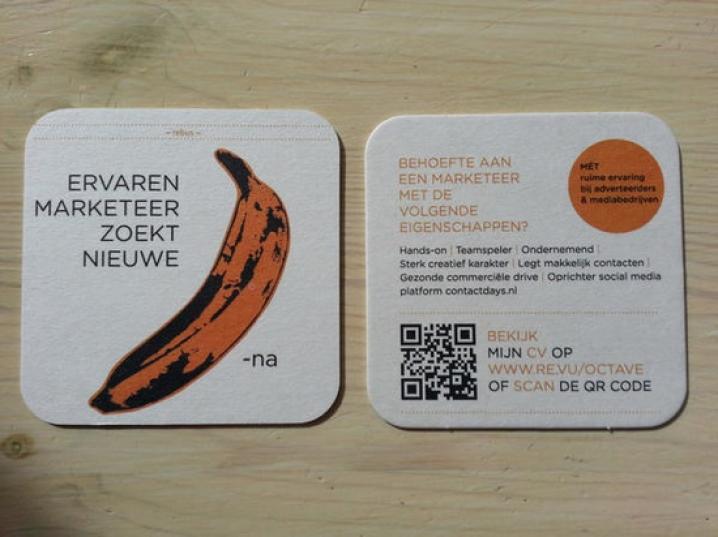 ~ rebus ~
ERVAREN
MARKETEER
ZOEKT
NIEUWE
-na
BEHOEFTE AAN
EEN MARKETEER
MET DE
VOLGENDE
EIGENSCHAPPEN?
MET
ruime ervaring
bij adverteerders
& mediabedrijven
Hands-on | Teamspeler | Ondernemend |
Sterk creatief karakter | Legt makkelijk contacten |
Gezonde commerciële drive | Oprichter social media
platform contactdays.nl
BEKIJK
MIJN CV OP
WWW.RE.VU/OCTAVE
OF SCAN DE QR CODE